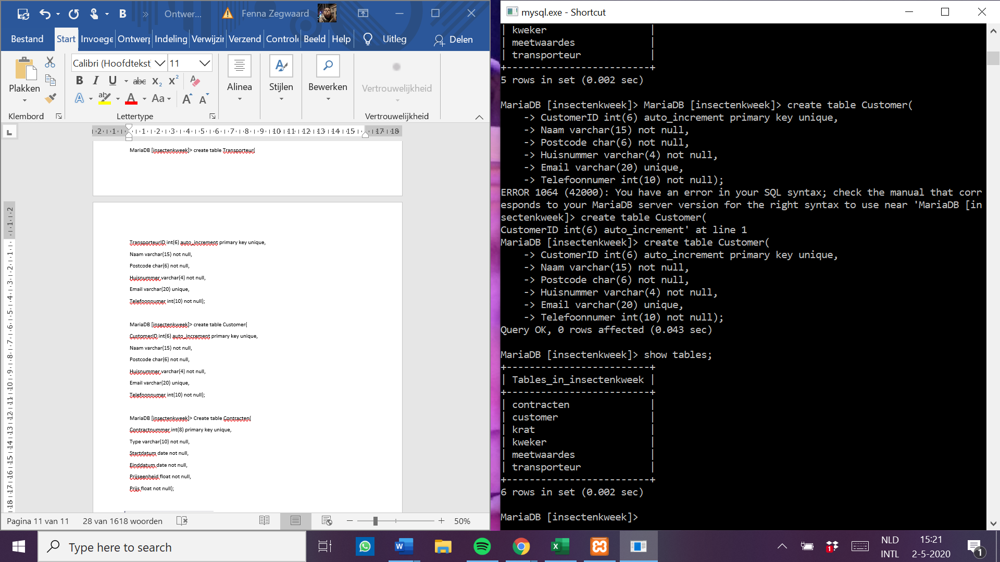 Ontwer...
Fenna Zegwaard
Bestand
Start
Invoege
Ontwerp
Indeling
Verwijzin
Verzend
Controle
Beeld
Help
Uitleg
Delen
Calibri (Hoofdtekst)
11
Plakken
Klembord
Lettertype
Alinea
Stijlen
Bewerken
Vertrouwelijkheid
Vertrouwelijkheid
MariaDB [insectenkweek]> create table Transporteur(
TransporteurID int(6) auto_increment primary key unique,
Naam varchar(15) not null,
Postcode char(6) not null,
Huisnummer varchar(4) not null,
Email varchar(20) unique,
Telefoonnumer int(10) not null);
MariaDB [insectenkweek]> create table Customer(
CustomerID int(6) auto_increment primary key unique,
Naam varchar(15) not null,
Postcode char(6) not null,
Huisnummer varchar(4) not null,
Email varchar(20) unique,
Telefoonnumer int(10) not null);
MariaDB [insectenkweek]> Create table Contracten(
Contractnummer int(8) primary key unique,
Type varchar(10) not null,
Startdatum date not null,
Einddatum date not null,
Prijseenheid float not null,
Prijs float not null);
Pagina 11 van 11
28 van 1618 woorden
50%
mysql.exe - Shortcut
| kweker |
| meetwaardes |
| transporteur |
+-------------------------+
5 rows in set (0.002 sec)
MariaDB [insectenkweek]> MariaDB [insectenkweek]> create table Customer(
-> CustomerID int(6) auto_increment primary key unique,
-> Naam varchar(15) not null,
-> Postcode char(6) not null,
-> Huisnummer varchar(4) not null,
-> Email varchar(20) unique,
-> Telefoonnumer int(10) not null);
ERROR 1064 (42000): You have an error in your SQL syntax; check the manual that corr
esponds to your MariaDB server version for the right syntax to use near 'MariaDB [in
sectenkweek]> create table Customer(
CustomerID int(6) auto_increment' at line 1
MariaDB [insectenkweek]> create table Customer(
-> CustomerID int(6) auto_increment primary key unique,
-> Naam varchar(15) not null,
-> Postcode char(6) not null,
-> Huisnummer varchar(4) not null,
-> Email varchar(20) unique,
-> Telefoonnumer int(10) not null);
Query OK, 0 rows affected (0.043 sec)
MariaDB [insectenkweek]> show tables;
+-------------------------+
| Tables_in_insectenkweek |
+-------------------------+
| contracten |
| customer |
| krat |
| kweker |
| meetwaardes |
| transporteur |
+-------------------------+
6 rows in set (0.002 sec)
MariaDB [insectenkweek]>
Type here to search
NLD
INTL
15:21
2-5-2020
1